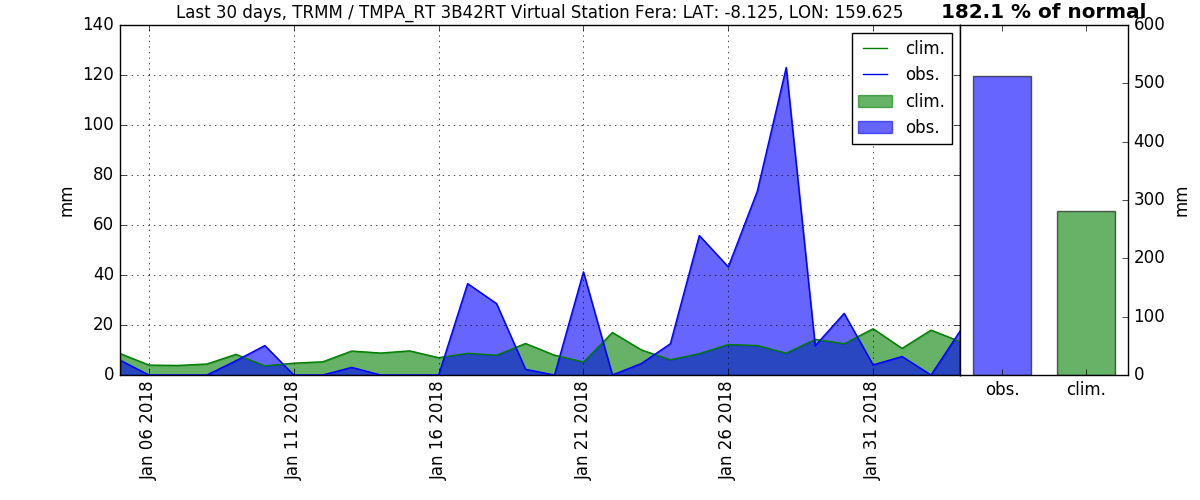 Last 30 days, TRMM / TMPA_RT 3B42RT Virtual Station Fera: LAT: -8.125, LON: 159.625
182.1 % of normal
140
120
100
80
60
40
20
0
mm
clim.
obs.
clim.
obs.
Jan 06 2018
Jan 11 2018
Jan 16 2018
Jan 21 2018
Jan 26 2018
Jan 31 2018
600
500
400
300
200
100
0
mm
obs.
clim.